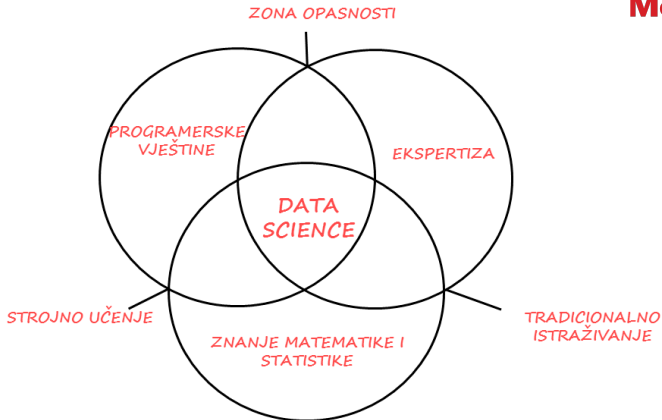 ZONA OPASNOSTI
PROGRAMERSKE
VJEŠTINE
EKSPERTIZA
DATA
SCIENCE
STROJNO UČENJE
TRADICIONALNO
ISTRAŽIVANJE
ZNANJE MATEMATIKE I
STATISTIKE